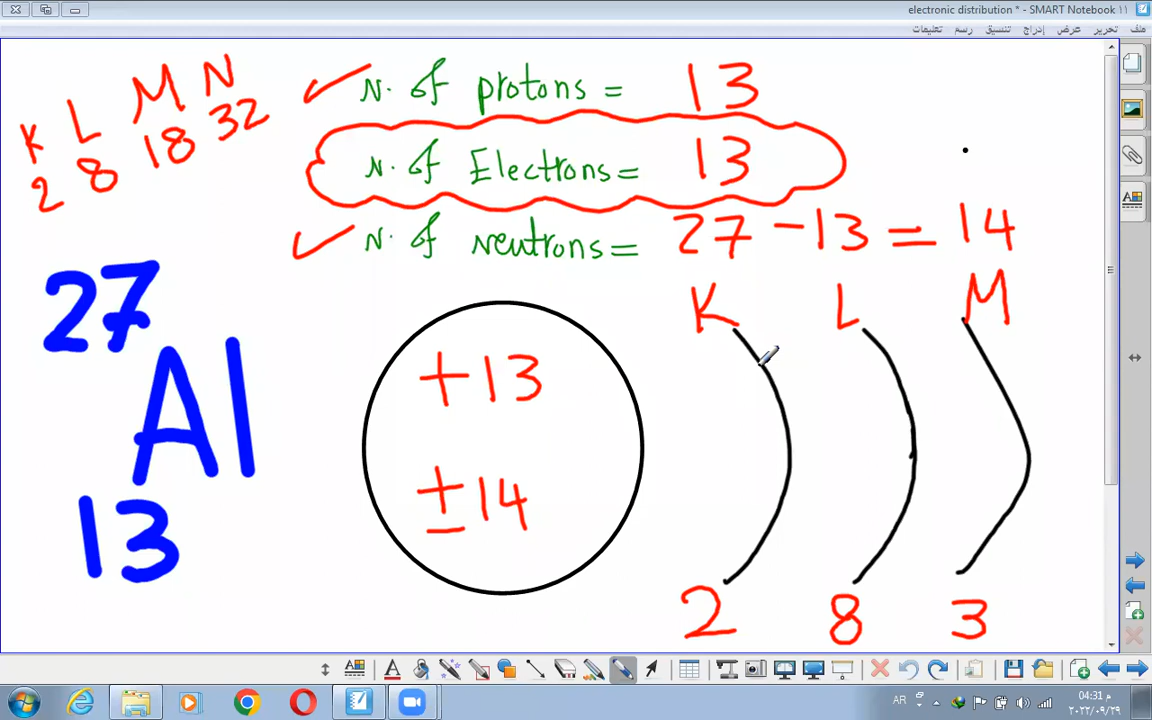 electronic distribution * - SMART Notebook ١١
ملف تحرير عرض إدراج تنسيق رسم تعليمات
K L M N
2 8 18 32
N. of protons = 13
N. of Electrons = 13
N. of neutrons = 27 - 13 = 14
27
Al
13
+13
±14
K L M
2 8 3
AR
04:31 م
٢٠٢٢/٠٩/٢٩